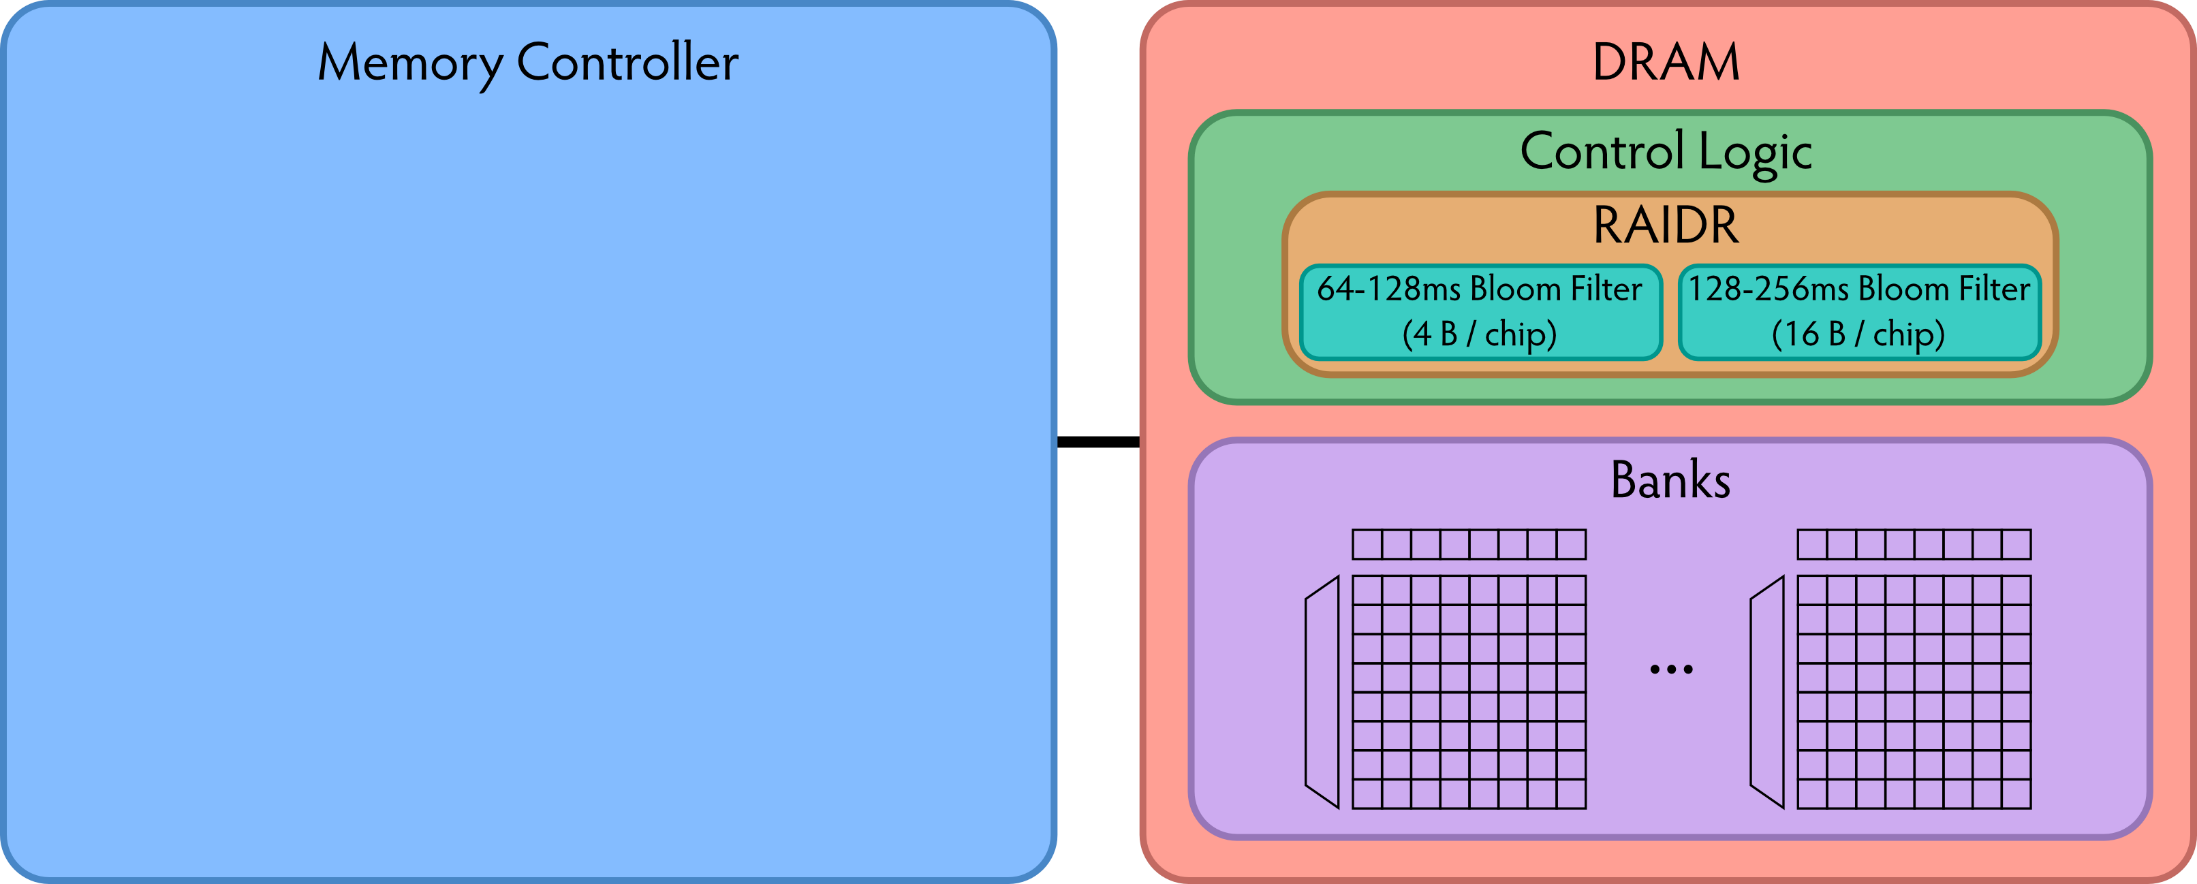 Memory Controller
DRAM
Control Logic
RAIDR
64-128ms Bloom Filter
(4 B / chip)
128-256ms Bloom Filter
(16 B / chip)
Banks
...